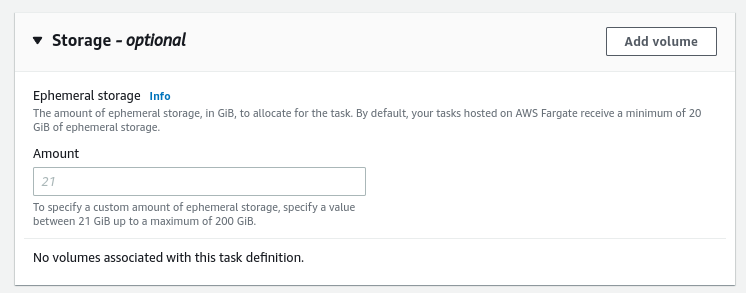 Storage - optional
Add volume
Ephemeral storage Info
The amount of ephemeral storage, in GiB, to allocate for the task. By default, your tasks hosted on AWS Fargate receive a minimum of 20
GiB of ephemeral storage.
Amount
21
To specify a custom amount of ephemeral storage, specify a value
between 21 GiB up to a maximum of 200 GiB.
No volumes associated with this task definition.